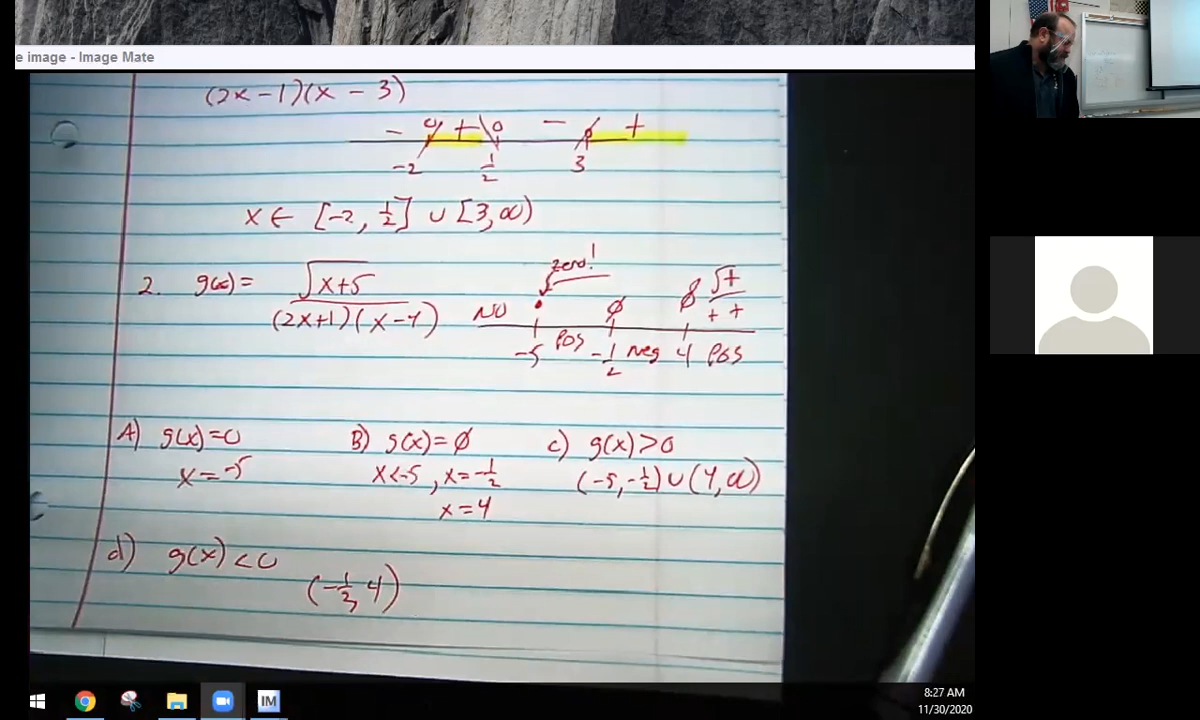 e image - Image Mate
(2x-1)(x-3)
- 0 + 0 - ∅ +
-2 1/2 3
x ∈ [-2, 1/2] ∪ [3, ∞)
zero!
2. g(x) = √x+5 / (2x+1)(x-4)
NO ∅ ∅ √+ / + +
-5 POS -1/2 Neg 4 POS
A) g(x)=0 B) g(x)=∅ c) g(x)>0
x=-5 x<-5, x=-1/2 (-5,-1/2)∪(4,∞)
x=4
d) g(x)<0
(-1/2, 4)
IM
8:27 AM
11/30/2020